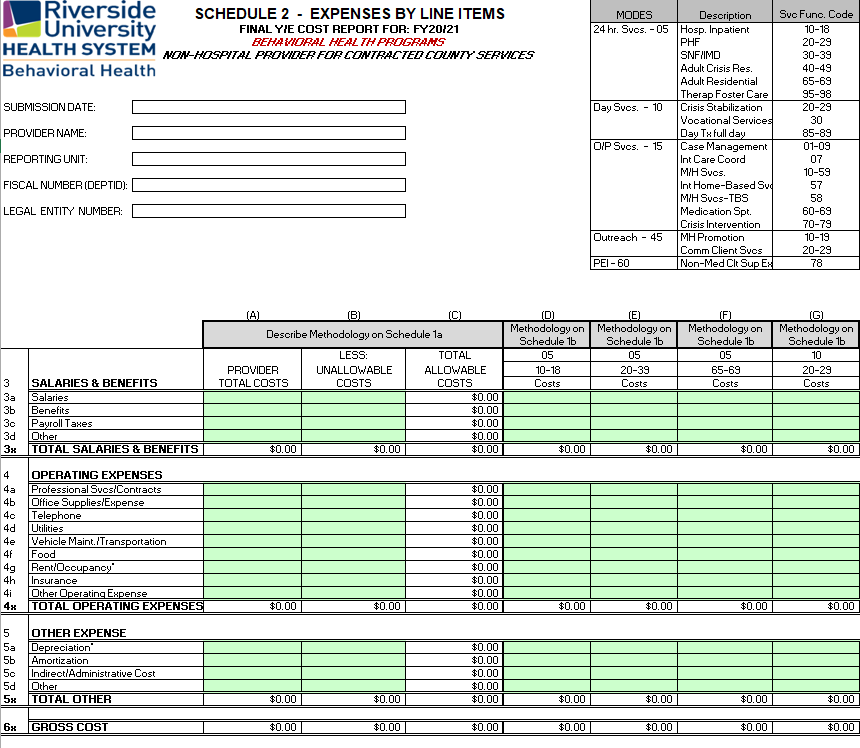 Riverside
University
HEALTH SYSTEM
Behavioral Health
SCHEDULE 2 - EXPENSES BY LINE ITEMS
FINAL Y/E COST REPORT FOR: FY20/21
BEHAVIORAL HEALTH PROGRAMS
NON-HOSPITAL PROVIDER FOR CONTRACTED COUNTY SERVICES
SUBMISSION DATE:
PROVIDER NAME:
REPORTING UNIT:
FISCAL NUMBER (DEPTID):
LEGAL ENTITY NUMBER:
MODES Description Svc Func. Code
24 hr. Svcs. - 05 Hosp. Inpatient 10-18
PHF 20-29
SNF/IMD 30-39
Adult Crisis Res. 40-49
Adult Residential 65-69
Therap Foster Care 95-98
Day Svcs. - 10 Crisis Stabilization 20-29
Vocational Services 30
Day Tx full day 85-89
O/P Svcs. - 15 Case Management 01-09
Int Care Coord 07
M/H Svcs. 10-59
Int Home-Based Svc 57
M/H Svcs-TBS 58
Medication Spt. 60-69
Crisis Intervention 70-79
Outreach - 45 MH Promotion 10-19
Comm Client Svcs 20-29
PEI - 60 Non-Med Clt Sup Ex 78
(A) (B) (C) (D) (E) (F) (G)
Describe Methodology on Schedule 1a Methodology on Methodology on Methodology on Methodology on
Schedule 1b Schedule 1b Schedule 1b Schedule 1b
LESS: TOTAL 05 05 05 10
PROVIDER UNALLOWABLE ALLOWABLE 10-18 20-39 65-69 20-29
3 SALARIES & BENEFITS TOTAL COSTS COSTS COSTS Costs Costs Costs Costs
3a Salaries $0.00
3b Benefits $0.00
3c Payroll Taxes $0.00
3d Other $0.00
3x TOTAL SALARIES & BENEFITS $0.00 $0.00 $0.00 $0.00 $0.00 $0.00 $0.00
4 OPERATING EXPENSES
4a Professional Svcs/Contracts $0.00
4b Office Supplies/Expense $0.00
4c Telephone $0.00
4d Utilities $0.00
4e Vehicle Maint./Transportation $0.00
4f Food $0.00
4g Rent/Occupancy* $0.00
4h Insurance $0.00
4i Other Operating Expense $0.00
4x TOTAL OPERATING EXPENSES $0.00 $0.00 $0.00 $0.00 $0.00 $0.00 $0.00
5 OTHER EXPENSE
5a Depreciation* $0.00
5b Amortization $0.00
5c Indirect/Administrative Cost $0.00
5d Other $0.00
5x TOTAL OTHER $0.00 $0.00 $0.00 $0.00 $0.00 $0.00 $0.00
6x GROSS COST $0.00 $0.00 $0.00 $0.00 $0.00 $0.00 $0.00